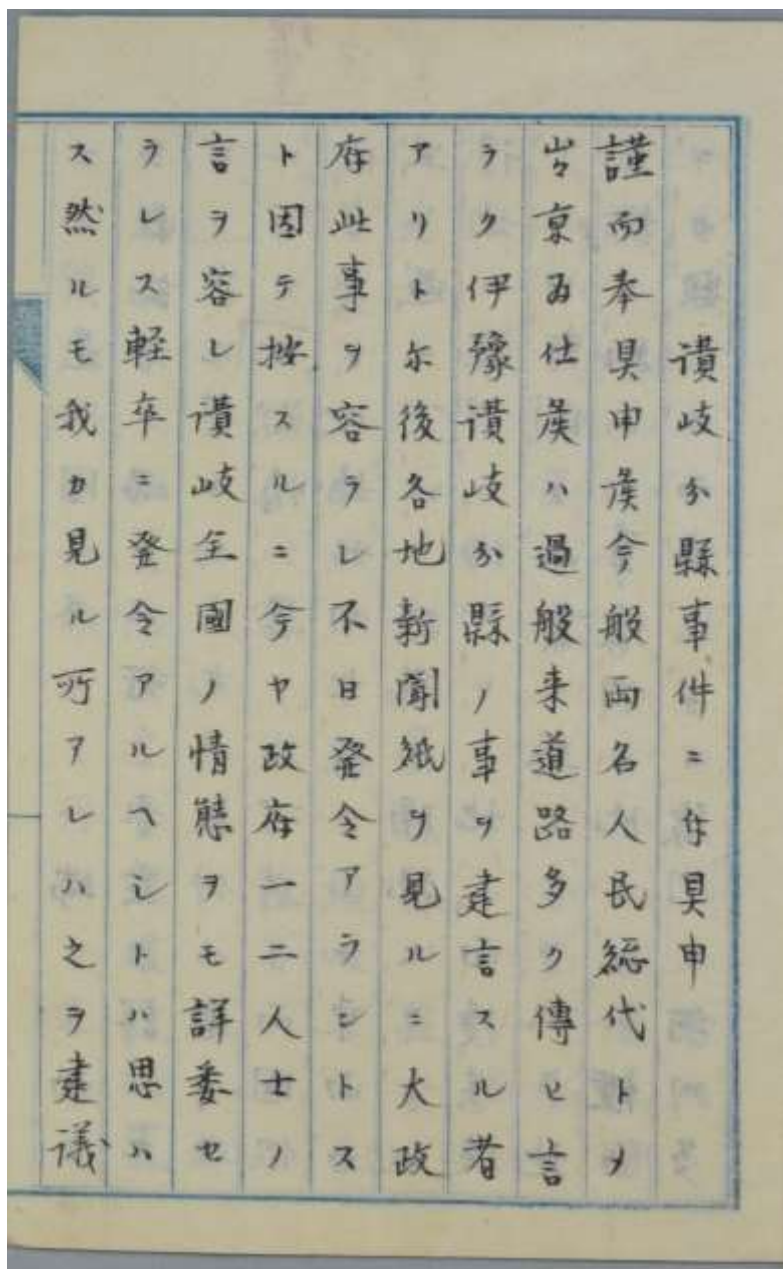 讃岐分縣事件ニ付具申
謹而奉具申候今般両名人民総代トメ
出京為仕候ハ過般来道路多ク傳ヒ言
ラク伊豫讃岐分縣ノ事ヲ建言スル者
アリト尓後各地新聞紙ヲ見ルニ大政
府此事ヲ容ラレ不日発令アラントス
ト因テ按スルニ今ヤ政府一二人士ノ
言ヲ容レ讃岐全國ノ情態ヲモ詳委セ
ラレス軽卒ニ発令アルヘシトハ思ハ
ス然ルモ我カ見ル所アレハ之ヲ建議